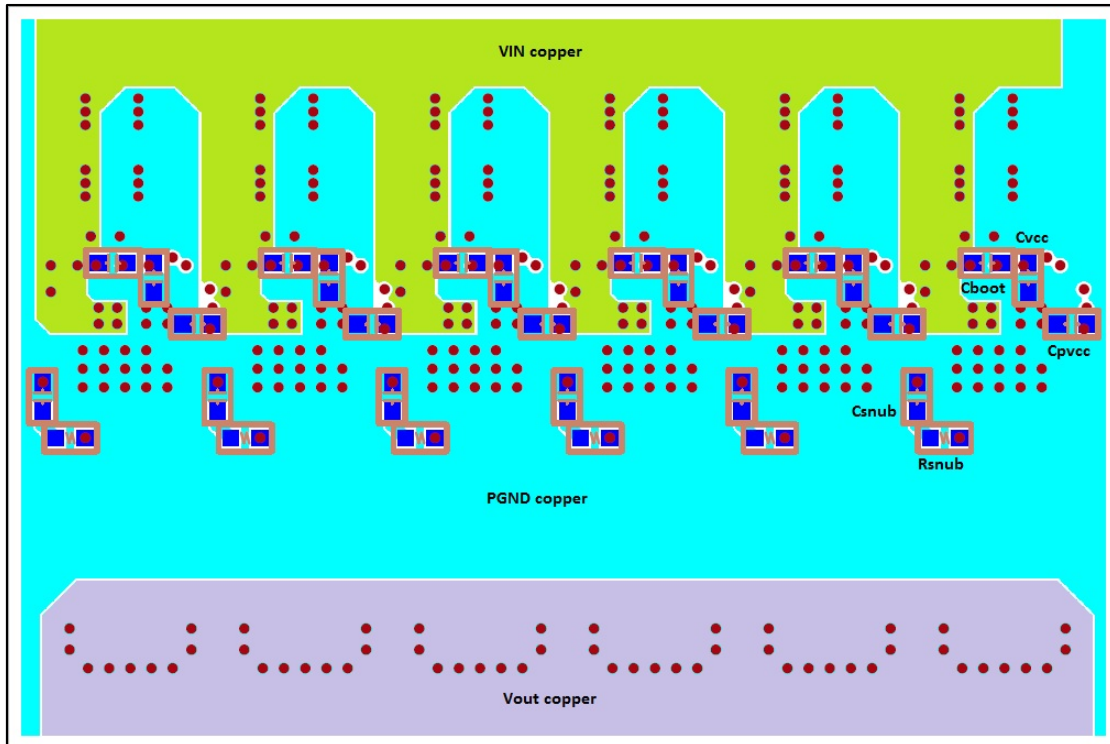 VIN copper
Cvcc
Cboot
Cpvcc
Csnub
Rsnub
PGND copper
Vout copper